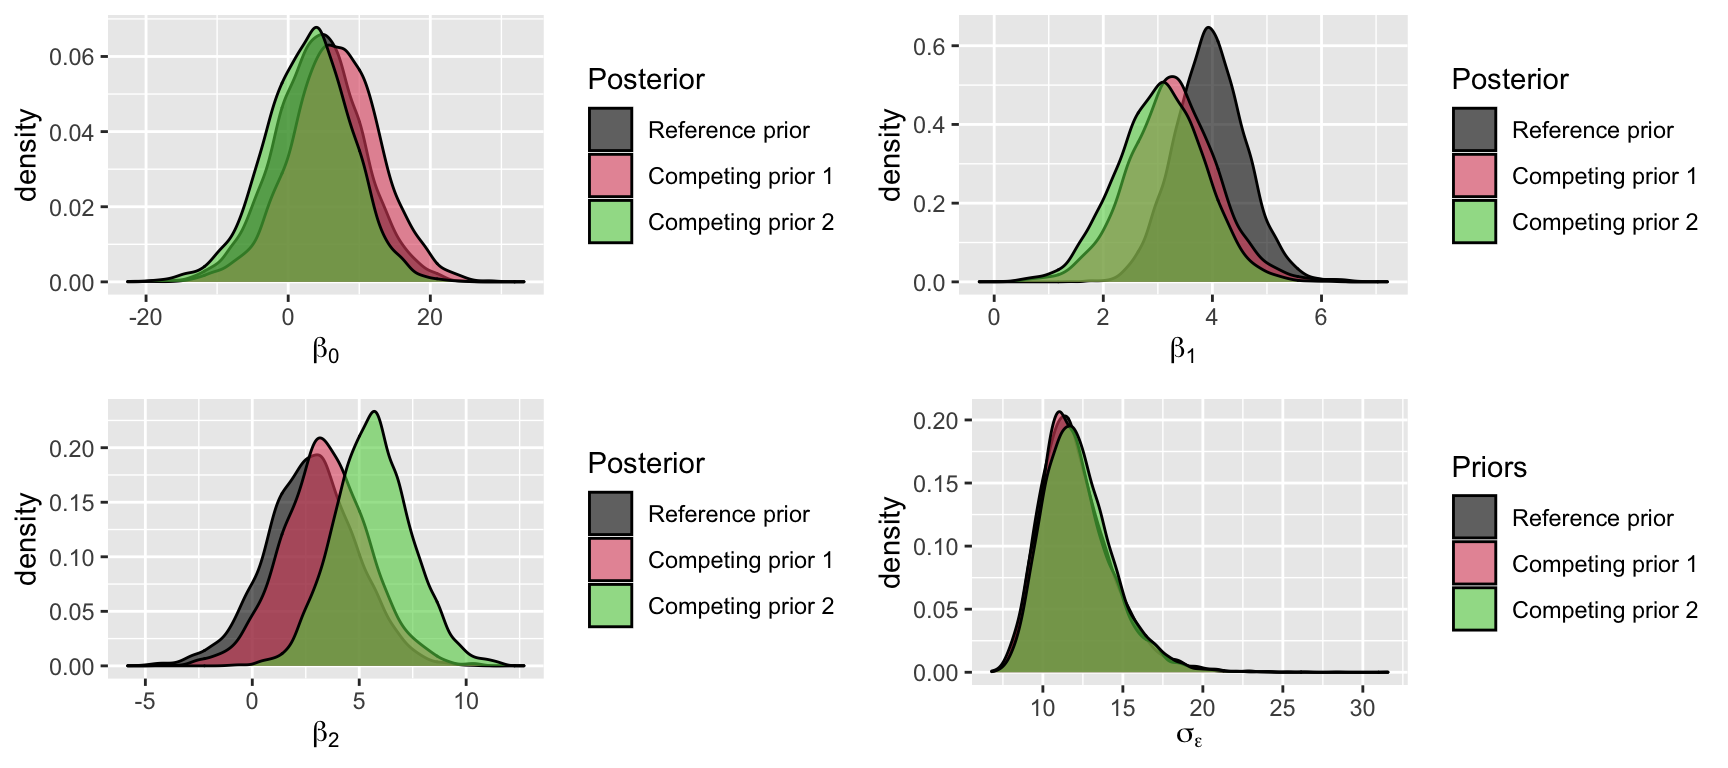 density
0.06
0.04
0.02
0.00
-20 0 20
β0
Posterior
Reference prior
Competing prior 1
Competing prior 2
density
0.6
0.4
0.2
0.0
0 2 4 6
β1
Posterior
Reference prior
Competing prior 1
Competing prior 2
density
0.20
0.15
0.10
0.05
0.00
-5 0 5 10
β2
Posterior
Reference prior
Competing prior 1
Competing prior 2
density
0.20
0.15
0.10
0.05
0.00
10 15 20 25 30
σε
Priors
Reference prior
Competing prior 1
Competing prior 2